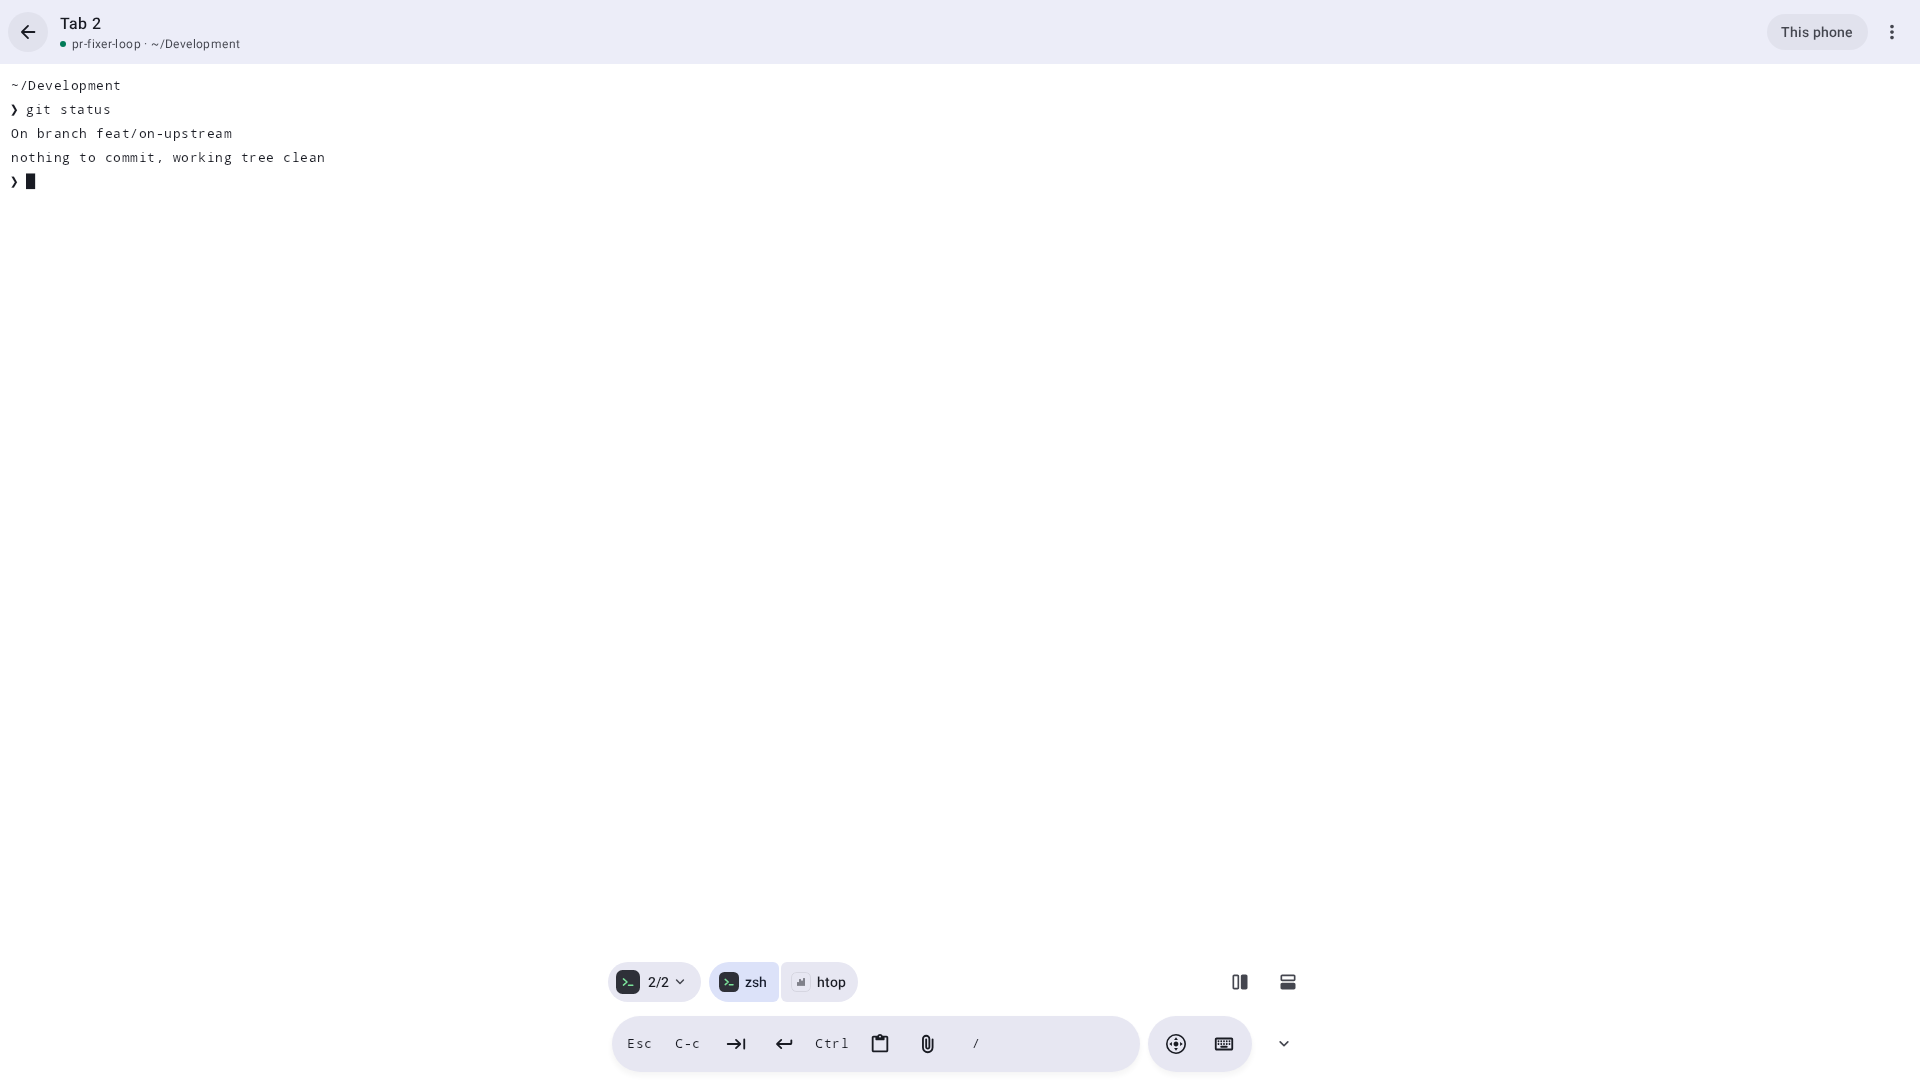 Tab 2
pr-fixer-loop · ~/Development
This phone
~/Development
❯ git status
On branch feat/on-upstream
nothing to commit, working tree clean
❯
2/2
zsh
htop
Esc C-c Ctrl /